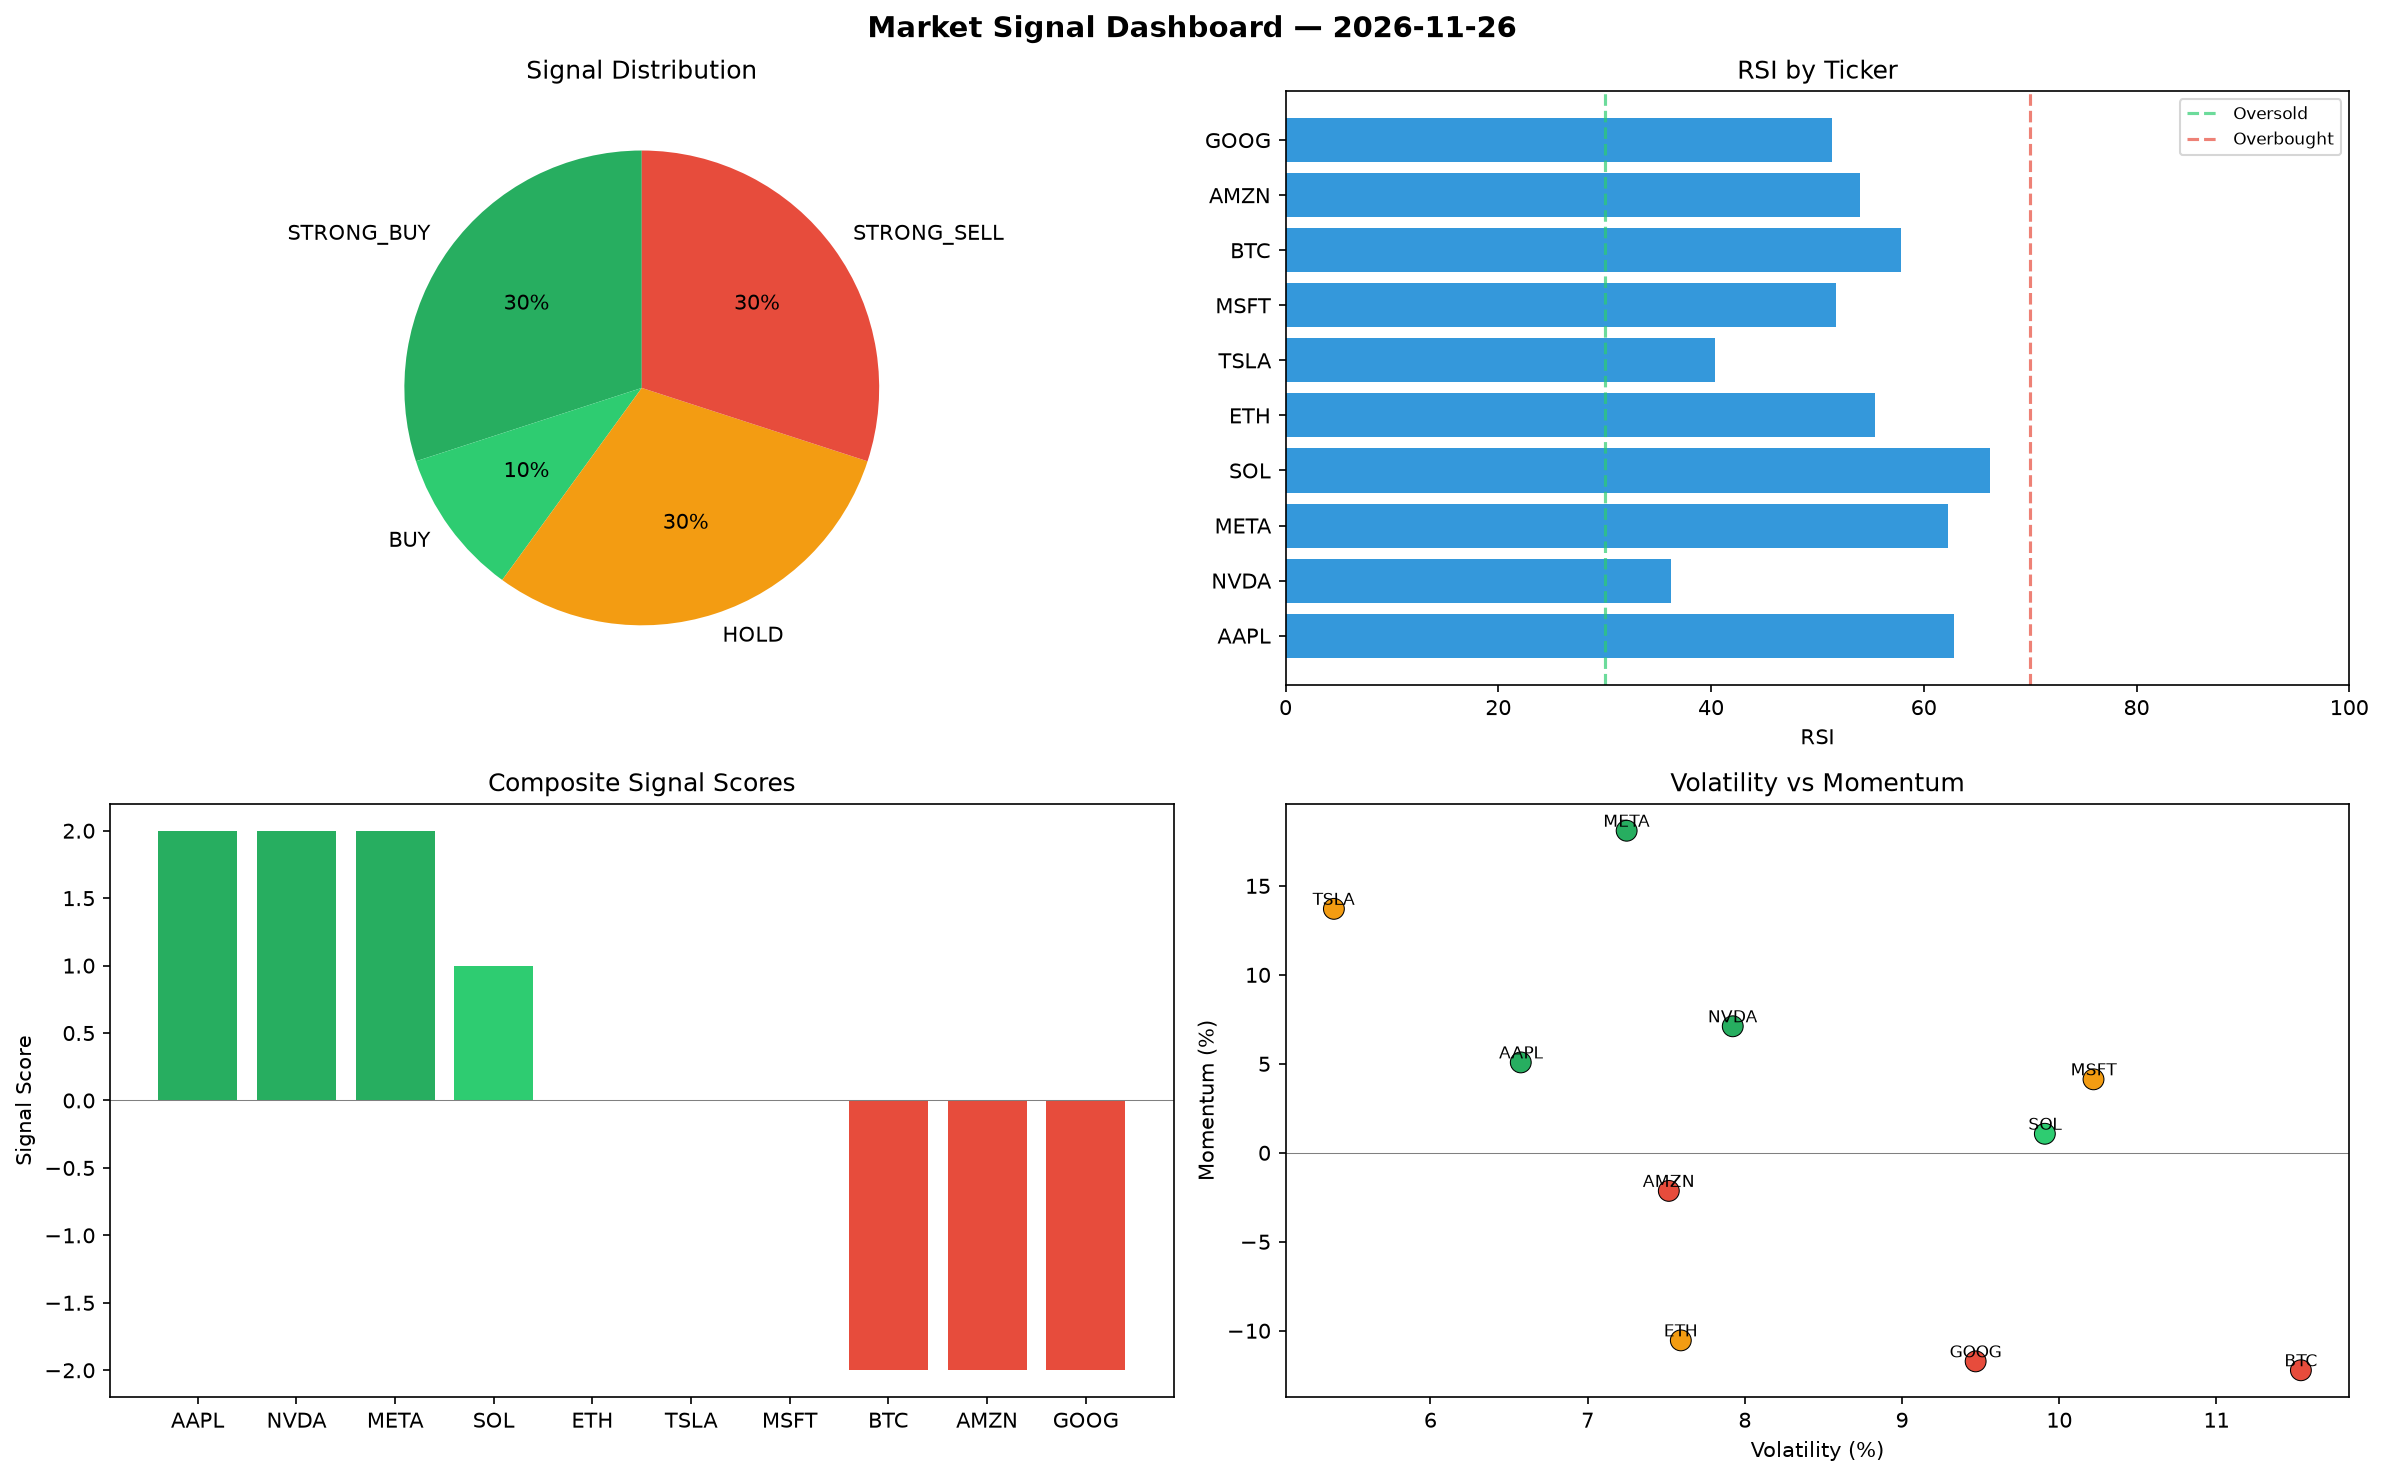 Market Signal Dashboard — 2026-11-26
Signal Distribution
STRONG_BUY
STRONG_SELL
30%
30%
10%
30%
BUY
HOLD
RSI by Ticker
Oversold
Overbought
GOOG
AMZN
BTC
MSFT
TSLA
ETH
SOL
META
NVDA
AAPL
0 20 40 60 80 100
RSI
Composite Signal Scores
Signal Score
2.0
1.5
1.0
0.5
0.0
−0.5
−1.0
−1.5
−2.0
AAPL NVDA META SOL ETH TSLA MSFT BTC AMZN GOOG
Volatility vs Momentum
Momentum (%)
15
10
5
0
−5
−10
META
TSLA
NVDA
AAPL
MSFT
SOL
AMZN
ETH
GOOG
BTC
6 7 8 9 10 11
Volatility (%)